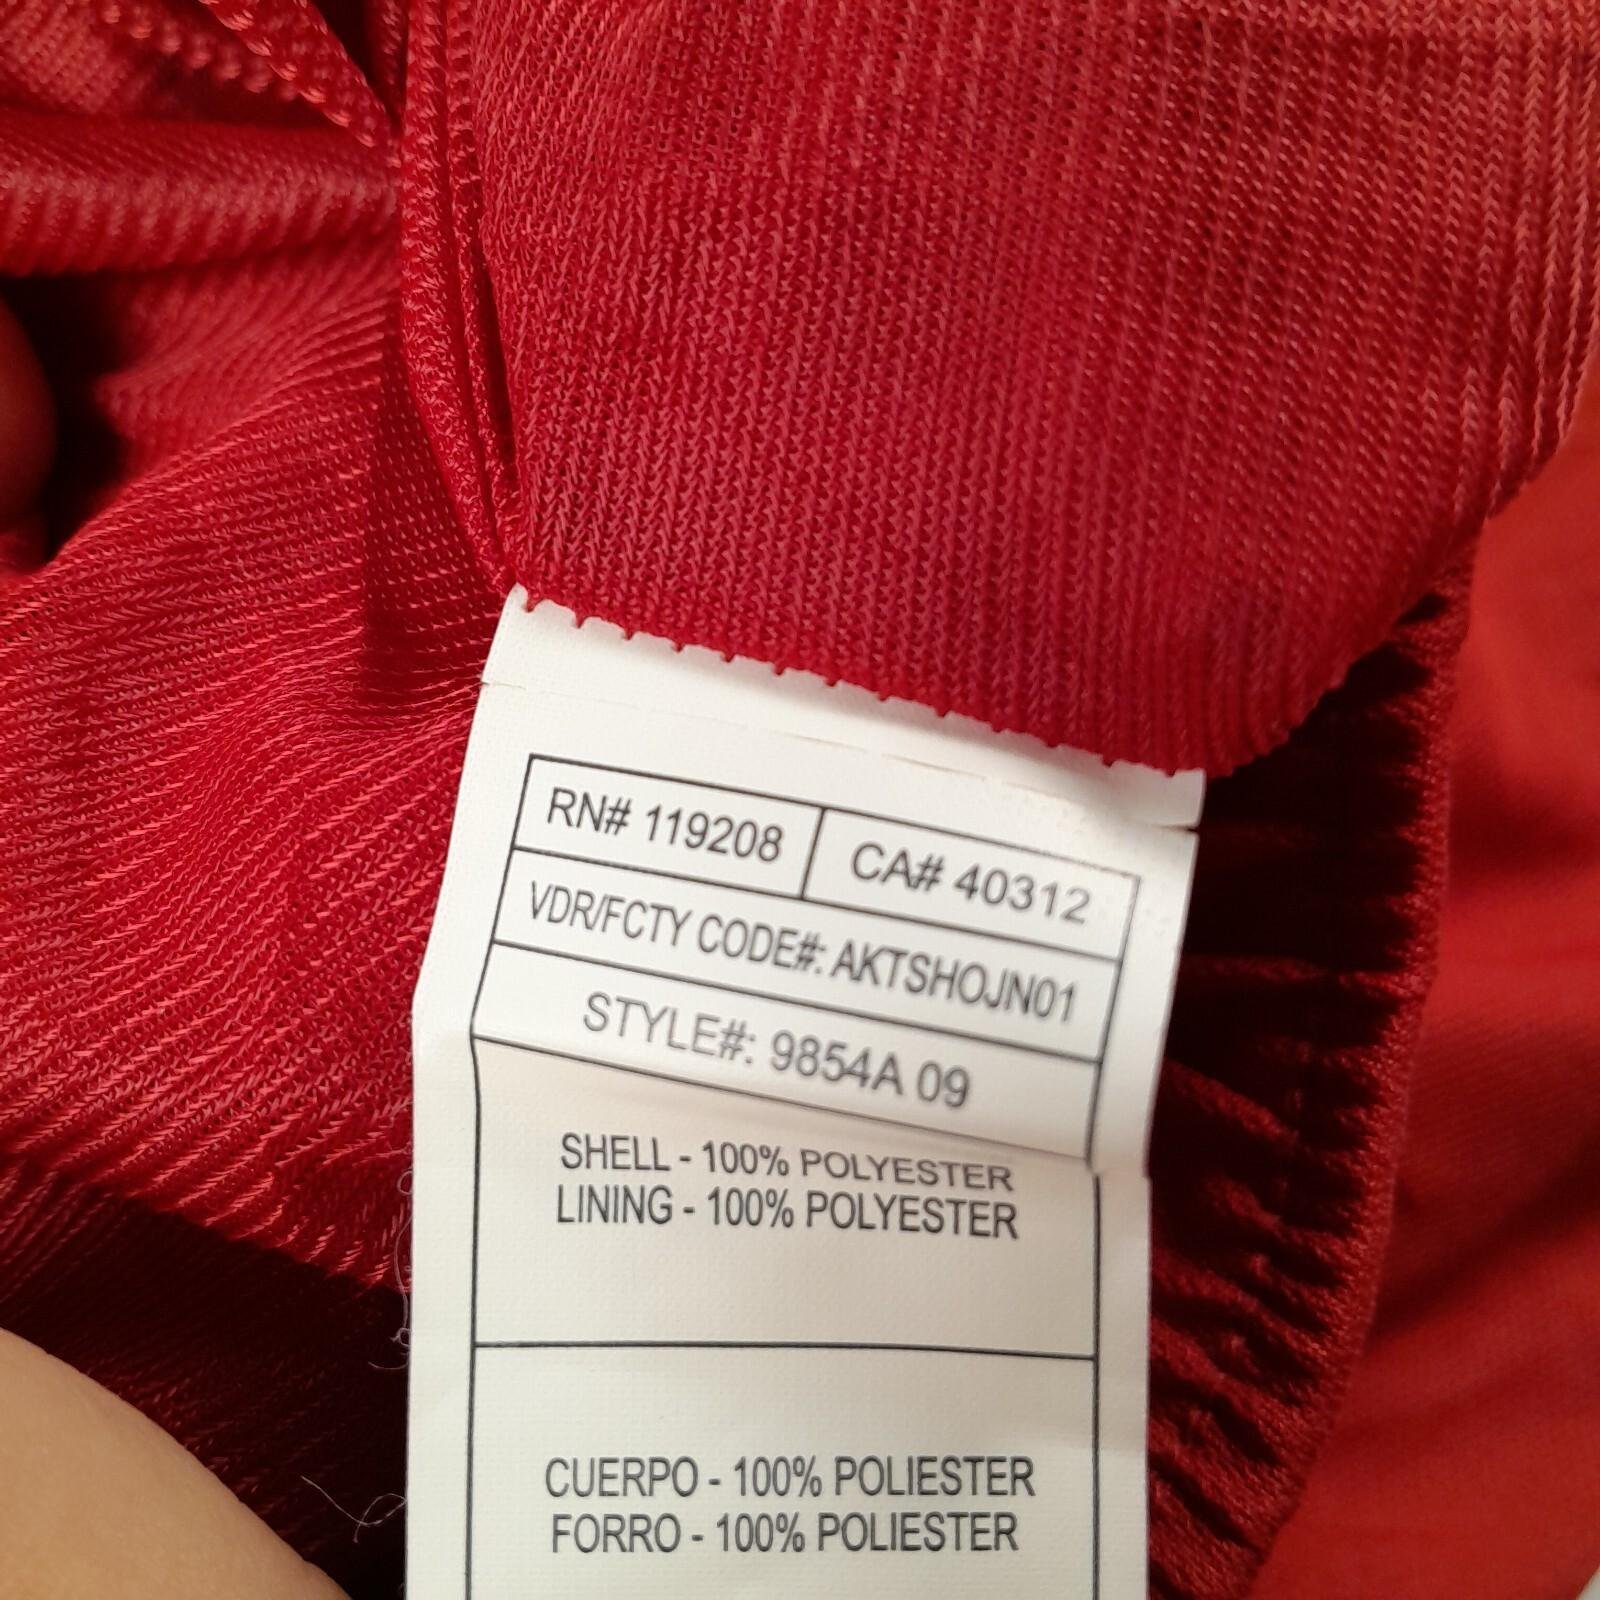 RN# 119208 CA# 40312
VDR/FCTY CODE#: AKTSHOJN01
STYLE#: 9854A 09
SHELL - 100% POLYESTER
LINING - 100% POLYESTER
CUERPO - 100% POLIESTER
FORRO - 100% POLIESTER